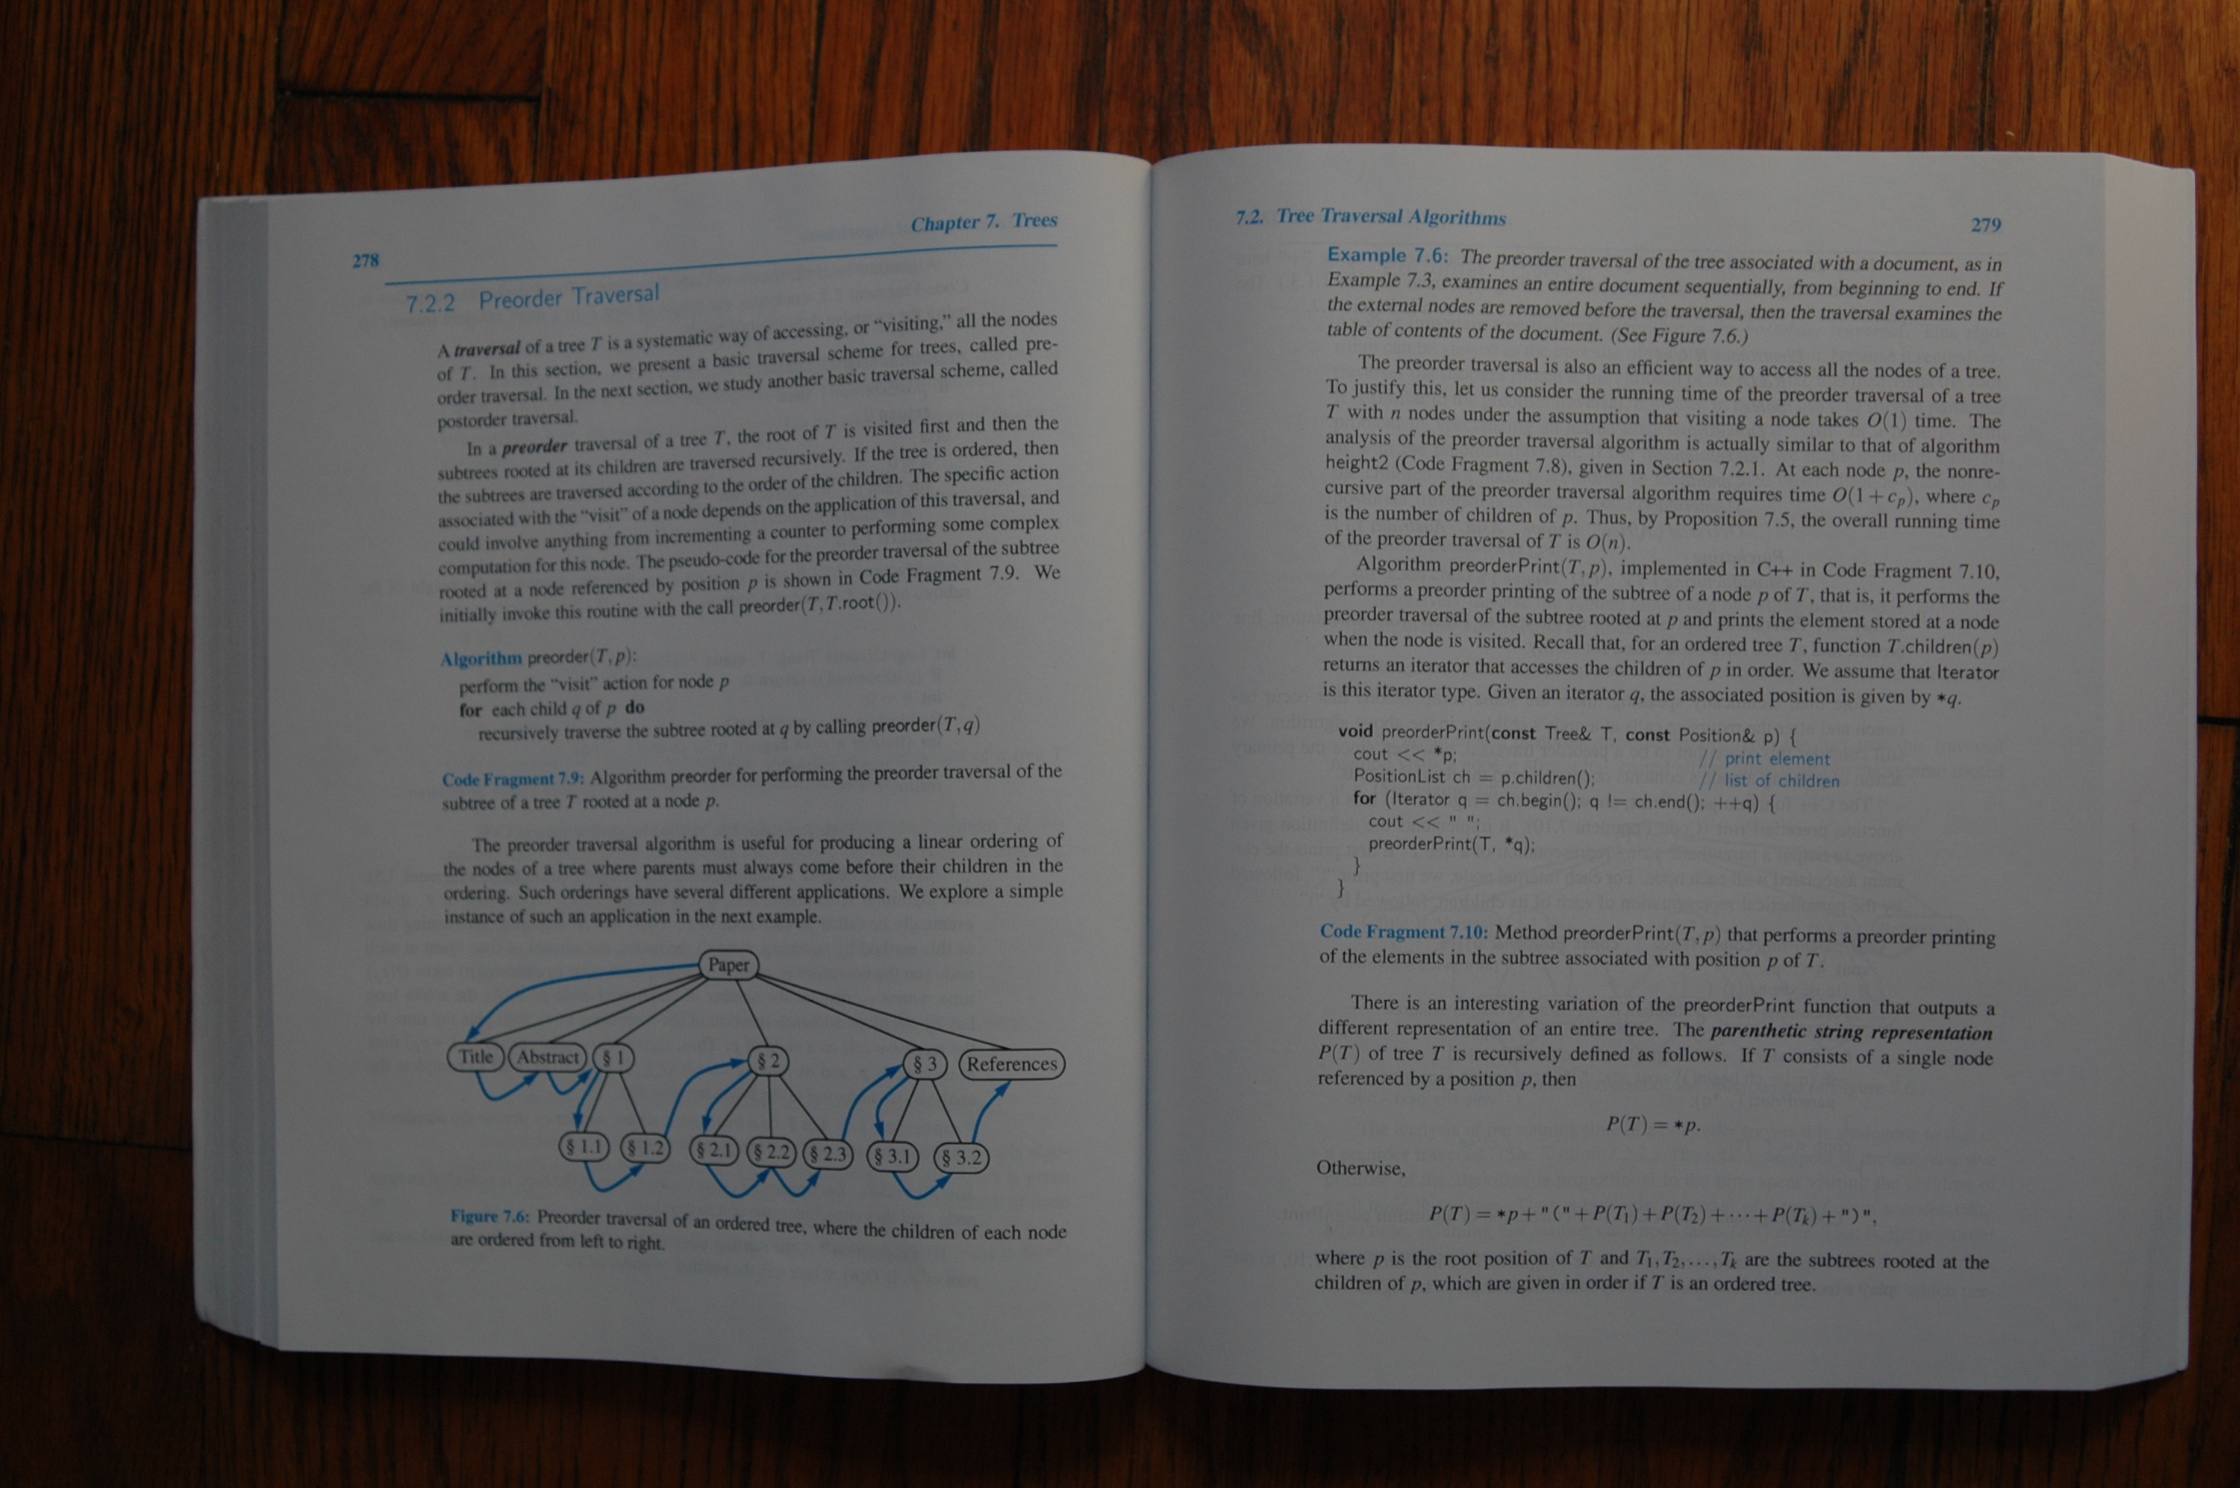 278
Chapter 7. Trees
7.2.2 Preorder Traversal
A traversal of a tree T is a systematic way of accessing, or "visiting," all the nodes
of T. In this section, we present a basic traversal scheme for trees, called pre-
order traversal. In the next section, we study another basic traversal scheme, called
postorder traversal.
In a preorder traversal of a tree T, the root of T is visited first and then the
subtrees rooted at its children are traversed recursively. If the tree is ordered, then
the subtrees are traversed according to the order of the children. The specific action
associated with the "visit" of a node depends on the application of this traversal, and
could involve anything from incrementing a counter to performing some complex
computation for this node. The pseudo-code for the preorder traversal of the subtree
rooted at a node referenced by position p is shown in Code Fragment 7.9. We
initially invoke this routine with the call preorder(T,T.root()).
Algorithm preorder(T,p):
perform the "visit" action for node p
for each child q of p do
recursively traverse the subtree rooted at q by calling preorder(T,q)
Code Fragment 7.9: Algorithm preorder for performing the preorder traversal of the
subtree of a tree T rooted at a node p.
The preorder traversal algorithm is useful for producing a linear ordering of
the nodes of a tree where parents must always come before their children in the
ordering. Such orderings have several different applications. We explore a simple
instance of such an application in the next example.
Paper
Title Abstract § 1 § 2 § 3 References
§ 1.1 § 1.2 § 2.1 § 2.2 § 2.3 § 3.1 § 3.2
Figure 7.6: Preorder traversal of an ordered tree, where the children of each node
are ordered from left to right.
7.2. Tree Traversal Algorithms
279
Example 7.6: The preorder traversal of the tree associated with a document, as in
Example 7.3, examines an entire document sequentially, from beginning to end. If
the external nodes are removed before the traversal, then the traversal examines the
table of contents of the document. (See Figure 7.6.)
The preorder traversal is also an efficient way to access all the nodes of a tree.
To justify this, let us consider the running time of the preorder traversal of a tree
T with n nodes under the assumption that visiting a node takes O(1) time. The
analysis of the preorder traversal algorithm is actually similar to that of algorithm
height2 (Code Fragment 7.8), given in Section 7.2.1. At each node p, the nonre-
cursive part of the preorder traversal algorithm requires time O(1 + cₚ), where cₚ
is the number of children of p. Thus, by Proposition 7.5, the overall running time
of the preorder traversal of T is O(n).
Algorithm preorderPrint(T,p), implemented in C++ in Code Fragment 7.10,
performs a preorder printing of the subtree of a node p of T, that is, it performs the
preorder traversal of the subtree rooted at p and prints the element stored at a node
when the node is visited. Recall that, for an ordered tree T, function T.children(p)
returns an iterator that accesses the children of p in order. We assume that Iterator
is this iterator type. Given an iterator q, the associated position is given by *q.
void preorderPrint(const Tree& T, const Position& p) {
cout << *p; // print element
PositionList ch = p.children(); // list of children
for (Iterator q = ch.begin(); q != ch.end(); ++q) {
cout << " ";
preorderPrint(T, *q);
}
}
Code Fragment 7.10: Method preorderPrint(T,p) that performs a preorder printing
of the elements in the subtree associated with position p of T.
There is an interesting variation of the preorderPrint function that outputs a
different representation of an entire tree. The parenthetic string representation
P(T) of tree T is recursively defined as follows. If T consists of a single node
referenced by a position p, then
P(T) = *p.
Otherwise,
P(T) = *p + "(" + P(T₁) + P(T₂) + ··· + P(Tₖ) + ")",
where p is the root position of T and T₁,T₂,...,Tₖ are the subtrees rooted at the
children of p, which are given in order if T is an ordered tree.